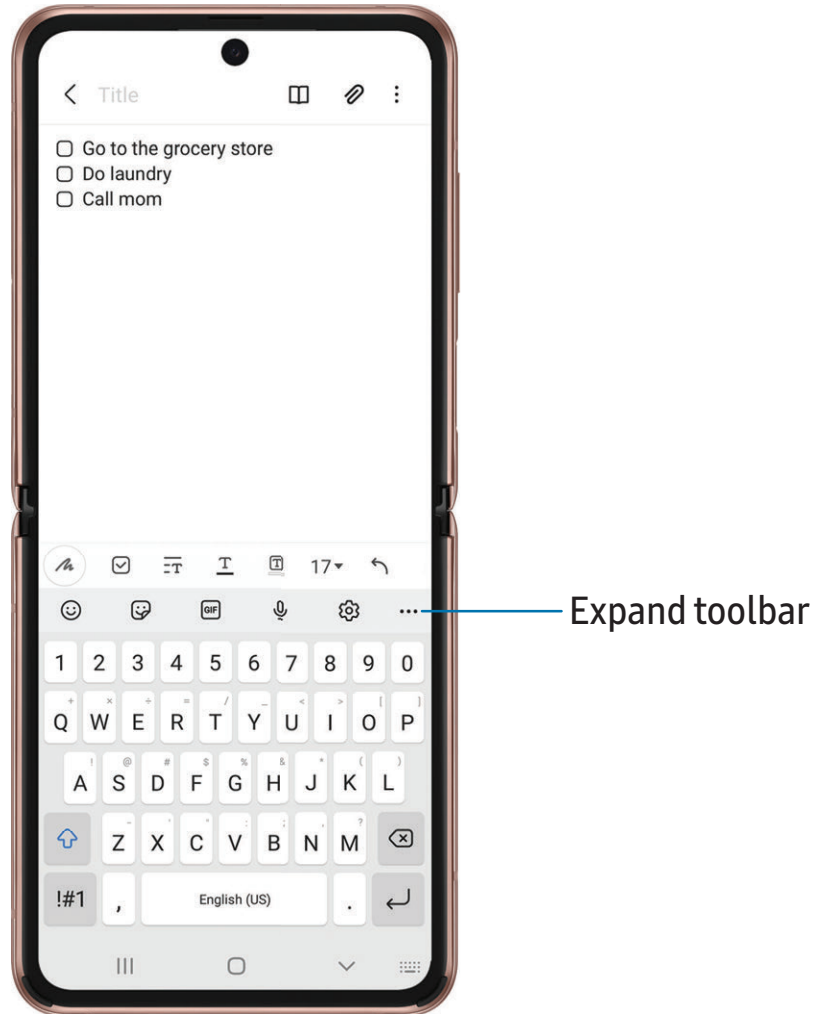 Title
Go to the grocery store
Do laundry
Call mom
T T T 17
GIF
Expand toolbar
1 2 3 4 5 6 7 8 9 0
+ × ÷ = / _ < > [ ]
Q W E R T Y U I O P
! @ # $ % & * ( )
A S D F G H J K L
- ' " : ; , ?
Z X C V B N M
!#1 , English (US) .